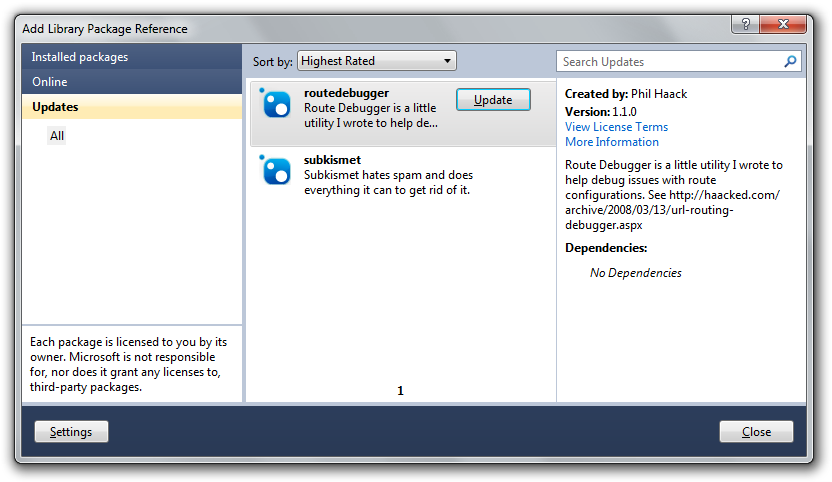 Add Library Package Reference
?
Installed packages
Online
Updates
All
Each package is licensed to you by its
owner. Microsoft is not responsible
for, nor does it grant any licenses to,
third-party packages.
Sort by: Highest Rated
routedebugger
Route Debugger is a little
utility I wrote to help de...
Update
subkismet
Subkismet hates spam and does
everything it can to get rid of it.
1
Search Updates
Created by: Phil Haack
Version: 1.1.0
View License Terms
More Information
Route Debugger is a little utility I wrote to
help debug issues with route
configurations. See http://haacked.com/
archive/2008/03/13/url-routing-
debugger.aspx
Dependencies:
No Dependencies
Settings
Close